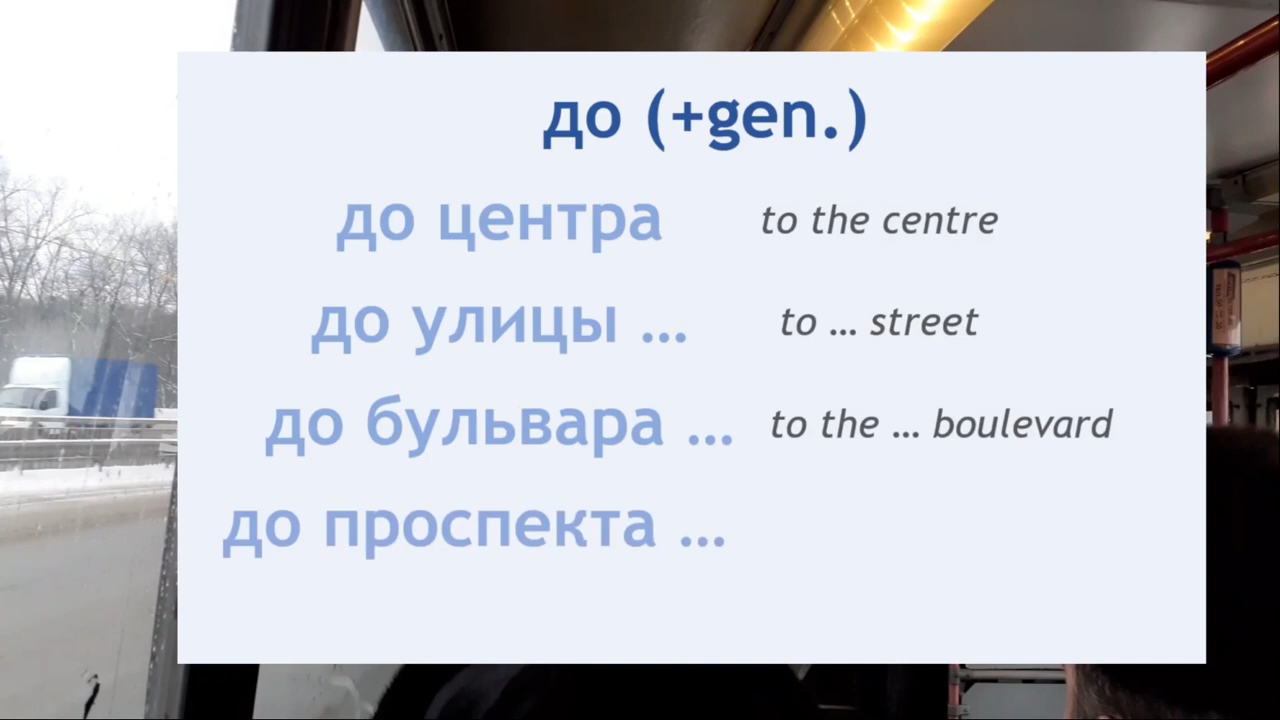 до (+gen.)
до центра to the centre
до улицы ... to ... street
до бульвара ... to the ... boulevard
до проспекта ...